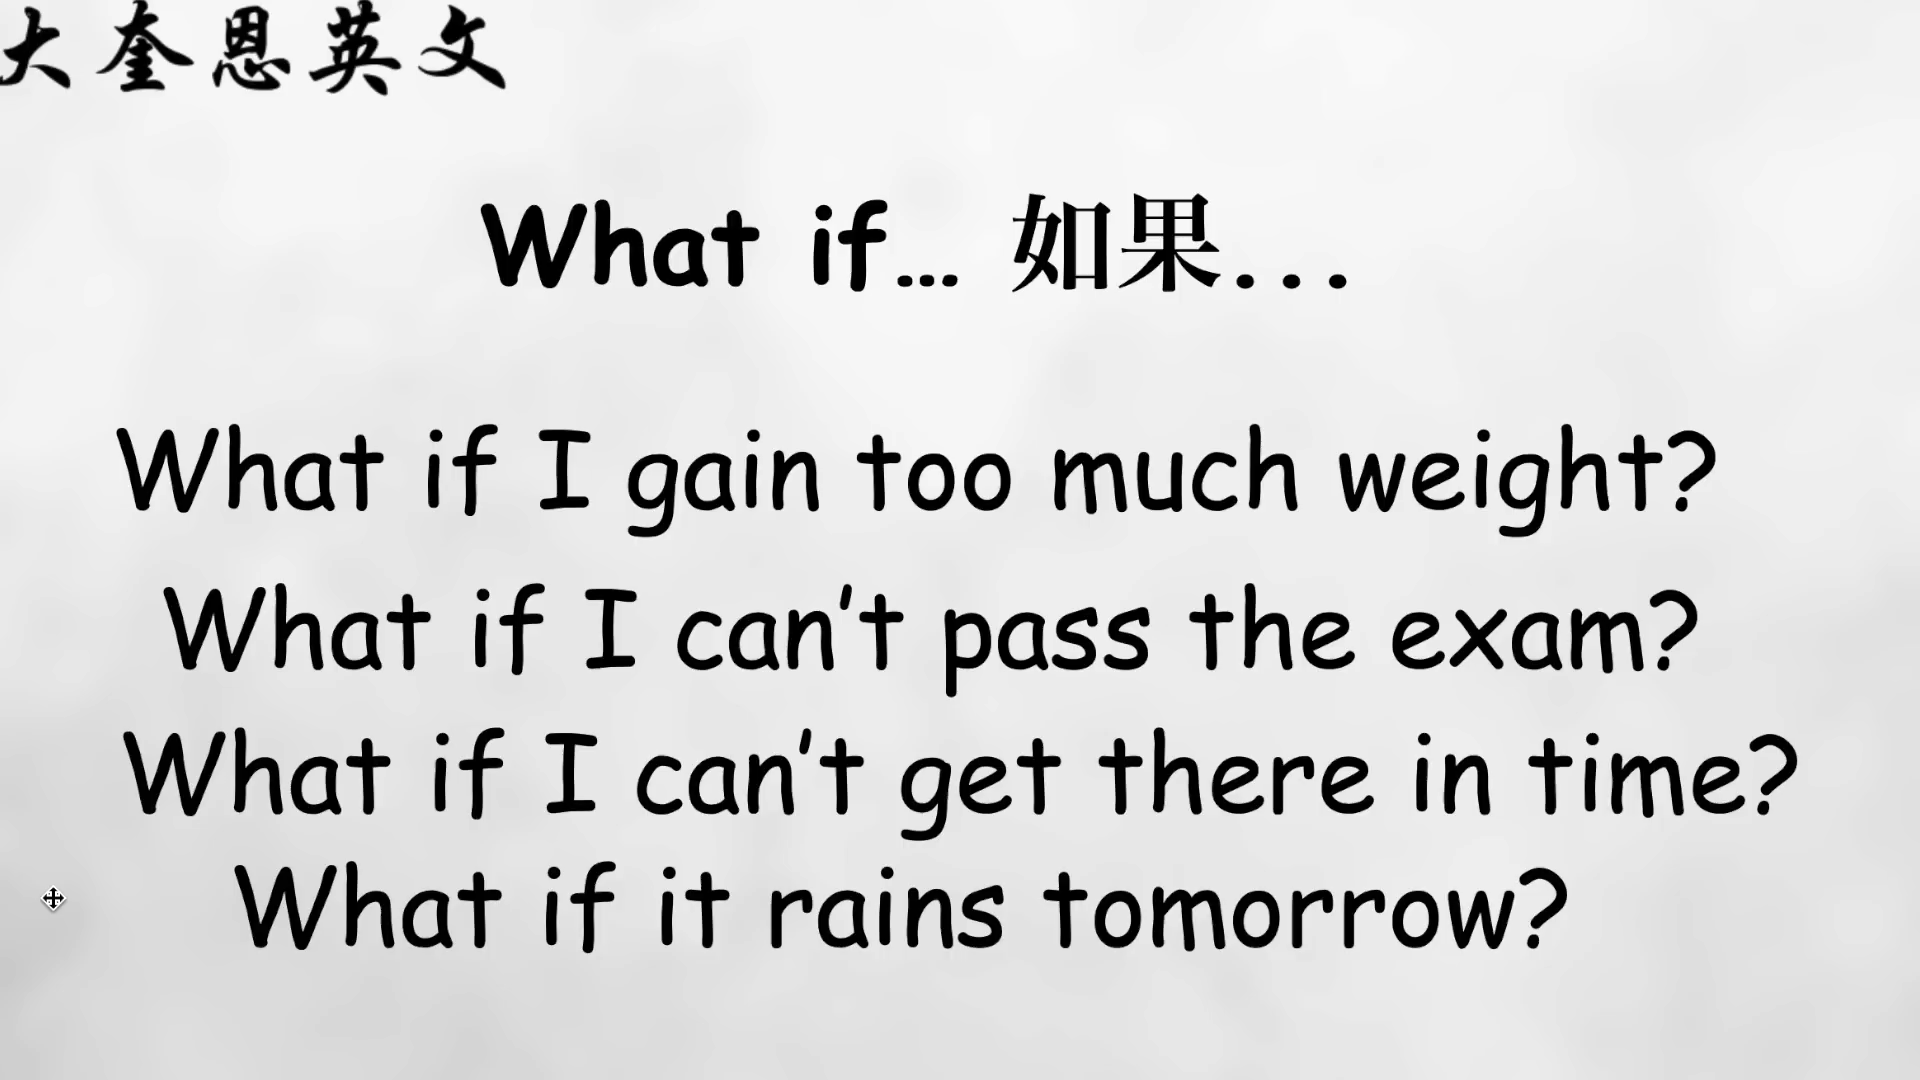 大奎恩英文
What if… 如果...
What if I gain too much weight?
What if I can't pass the exam?
What if I can't get there in time?
What if it rains tomorrow?